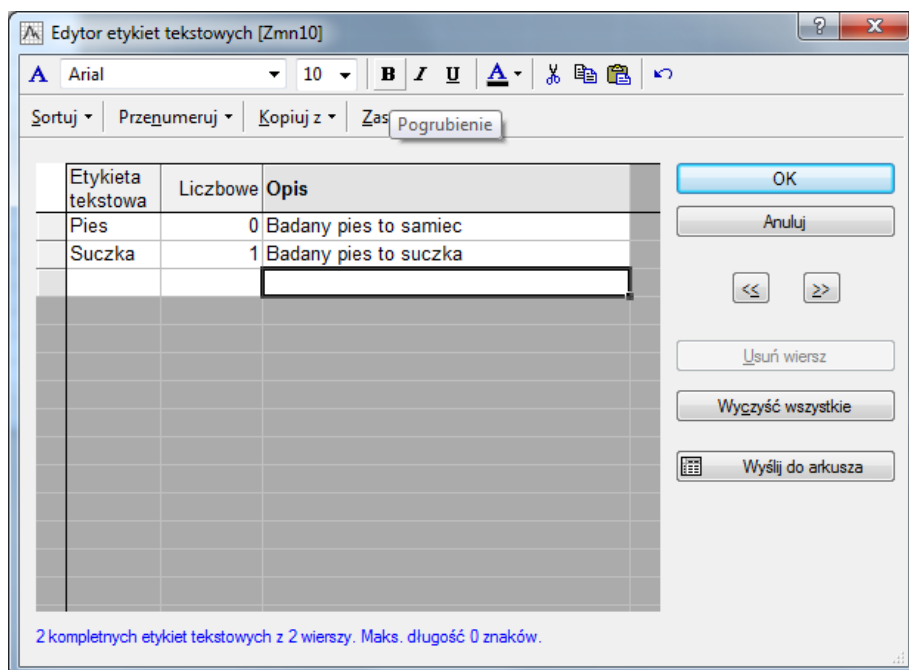 Edytor etykiet tekstowych [Zmn10]
A Arial 10 B I U A
Sortuj Przenumeruj Kopiuj z Zas
Pogrubienie
Etykieta tekstowa Liczbowe Opis
Pies 0 Badany pies to samiec
Suczka 1 Badany pies to suczka
OK
Anuluj
<< >>
Usuń wiersz
Wyczyść wszystkie
Wyślij do arkusza
2 kompletnych etykiet tekstowych z 2 wierszy. Maks. długość 0 znaków.